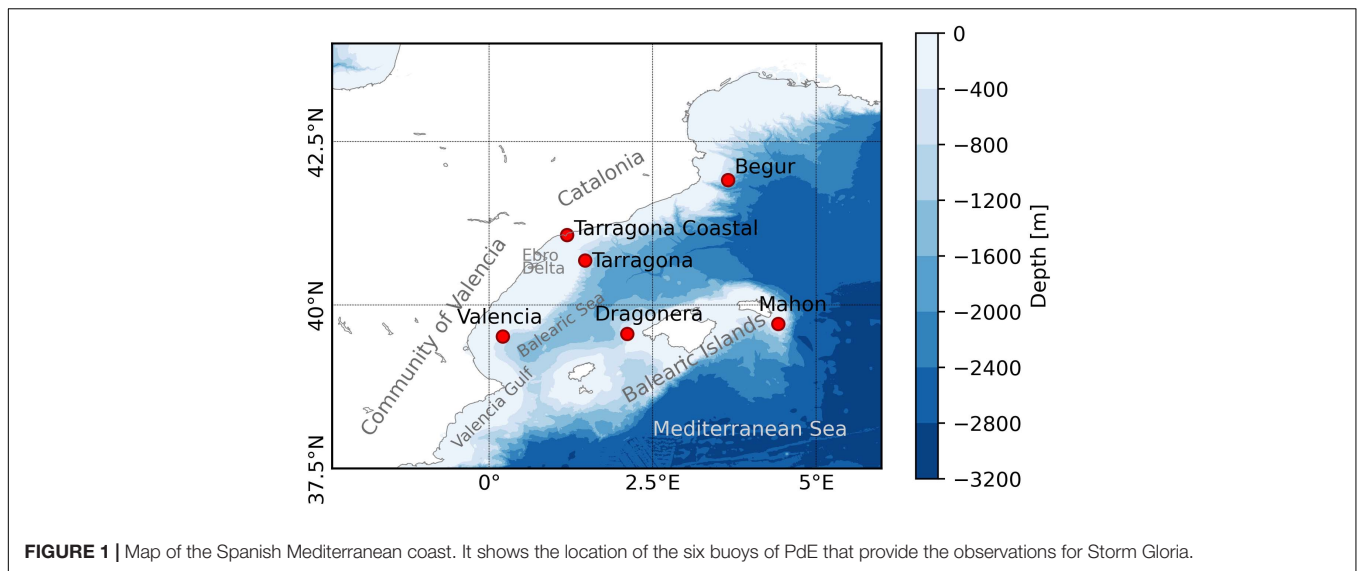 42.5°N
40°N
37.5°N
0°
2.5°E
5°E
Catalonia
Begur
Tarragona Coastal
Ebro
Delta
Tarragona
Community of Valencia
Valencia
Balearic Sea
Dragonera
Mahon
Balearic Islands
Valencia Gulf
Mediterranean Sea
0
−400
−800
−1200
−1600
−2000
−2400
−2800
−3200
Depth [m]
FIGURE 1 | Map of the Spanish Mediterranean coast. It shows the location of the six buoys of PdE that provide the observations for Storm Gloria.